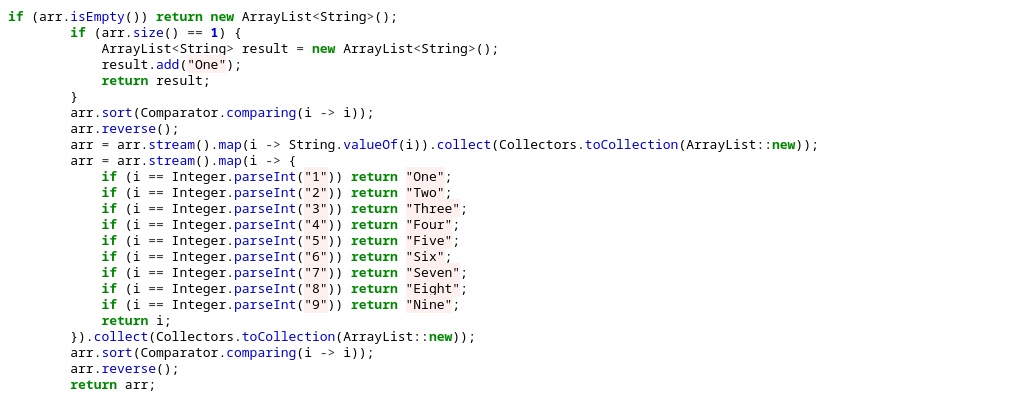 if (arr.isEmpty()) return new ArrayList<String>();
        if (arr.size() == 1) {
            ArrayList<String> result = new ArrayList<String>();
            result.add("One");
            return result;
        }
        arr.sort(Comparator.comparing(i -> i));
        arr.reverse();
        arr = arr.stream().map(i -> String.valueOf(i)).collect(Collectors.toCollection(ArrayList::new));
        arr = arr.stream().map(i -> {
            if (i == Integer.parseInt("1")) return "One";
            if (i == Integer.parseInt("2")) return "Two";
            if (i == Integer.parseInt("3")) return "Three";
            if (i == Integer.parseInt("4")) return "Four";
            if (i == Integer.parseInt("5")) return "Five";
            if (i == Integer.parseInt("6")) return "Six";
            if (i == Integer.parseInt("7")) return "Seven";
            if (i == Integer.parseInt("8")) return "Eight";
            if (i == Integer.parseInt("9")) return "Nine";
            return i;
        }).collect(Collectors.toCollection(ArrayList::new));
        arr.sort(Comparator.comparing(i -> i));
        arr.reverse();
        return arr;